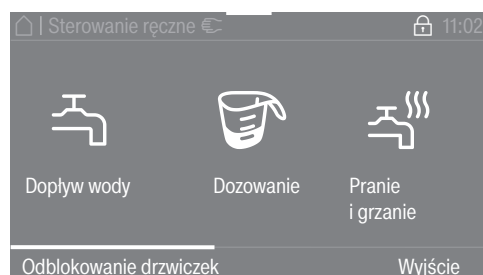 Sterowanie ręczne 11:02
Dopływ wody Dozowanie Pranie
i grzanie
Odblokowanie drzwiczek Wyjście